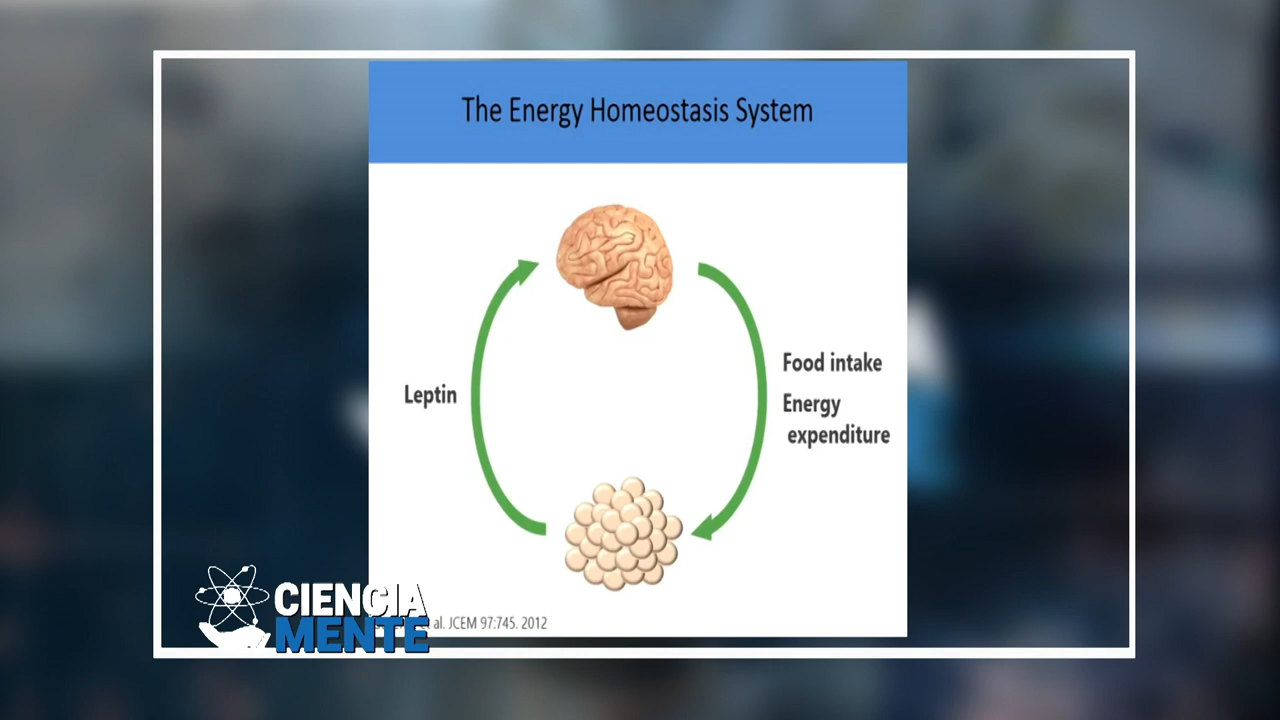 The Energy Homeostasis System
Leptin
Food intake
Energy
expenditure
al. JCEM 97:745. 2012
CIENCIA
MENTE